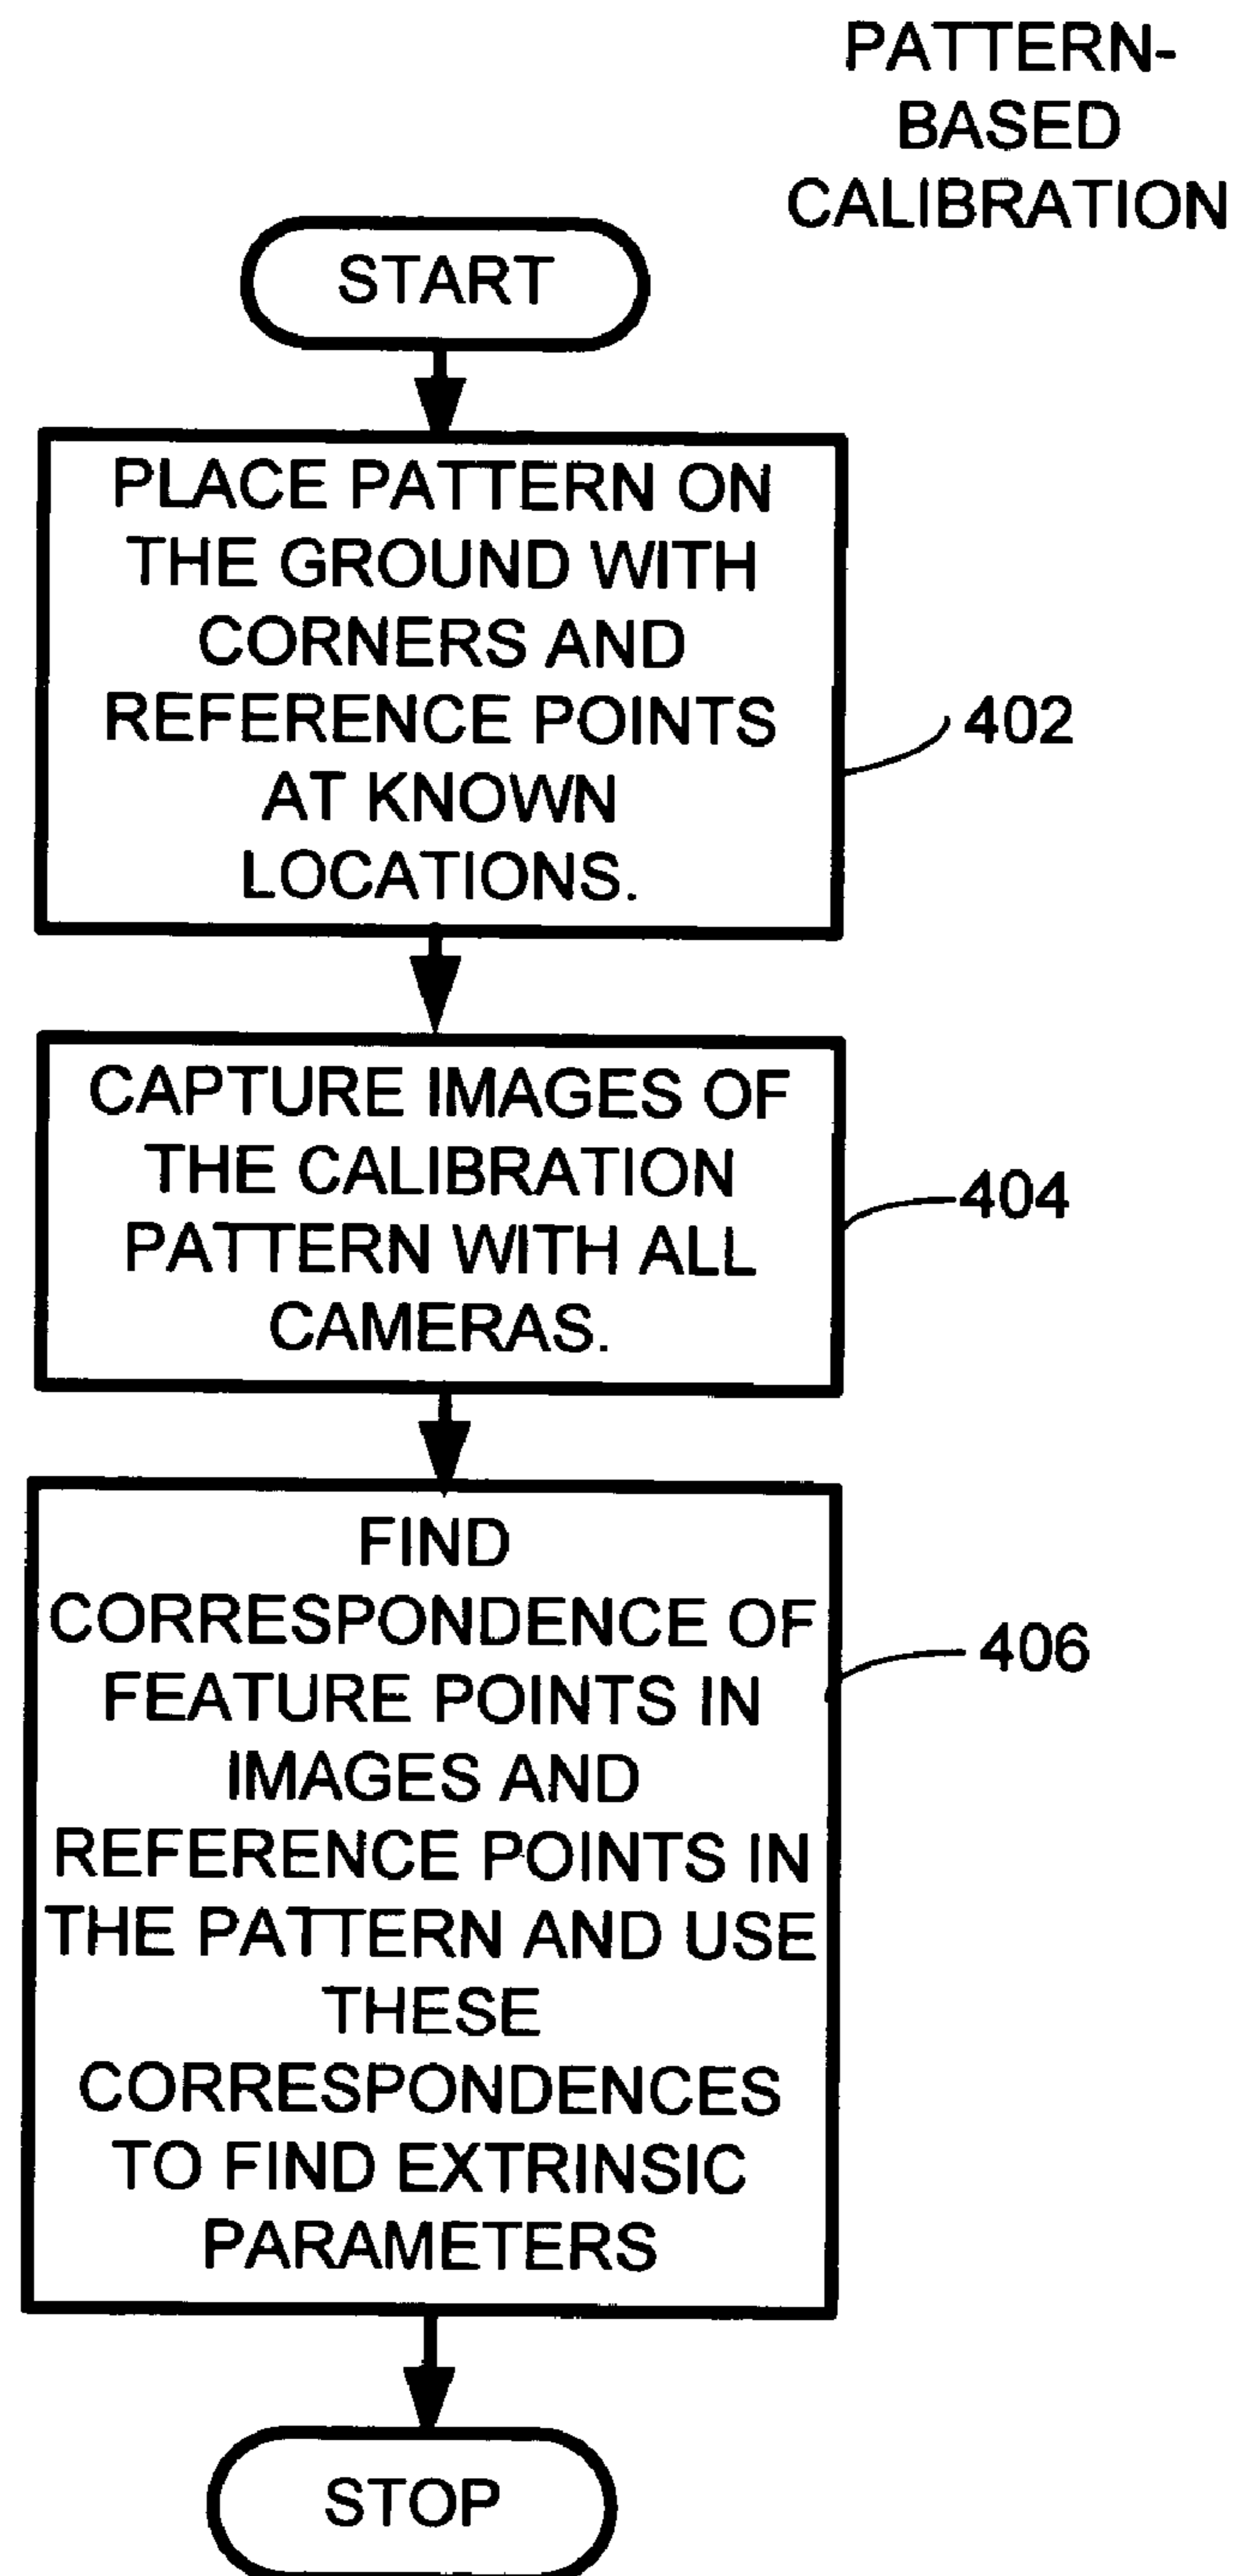 PATTERN-
BASED
CALIBRATION
START
PLACE PATTERN ON
THE GROUND WITH
CORNERS AND
REFERENCE POINTS
AT KNOWN
LOCATIONS.
402
CAPTURE IMAGES OF
THE CALIBRATION
PATTERN WITH ALL
CAMERAS.
404
FIND
CORRESPONDENCE OF
FEATURE POINTS IN
IMAGES AND
REFERENCE POINTS IN
THE PATTERN AND USE
THESE
CORRESPONDENCES
TO FIND EXTRINSIC
PARAMETERS
406
STOP